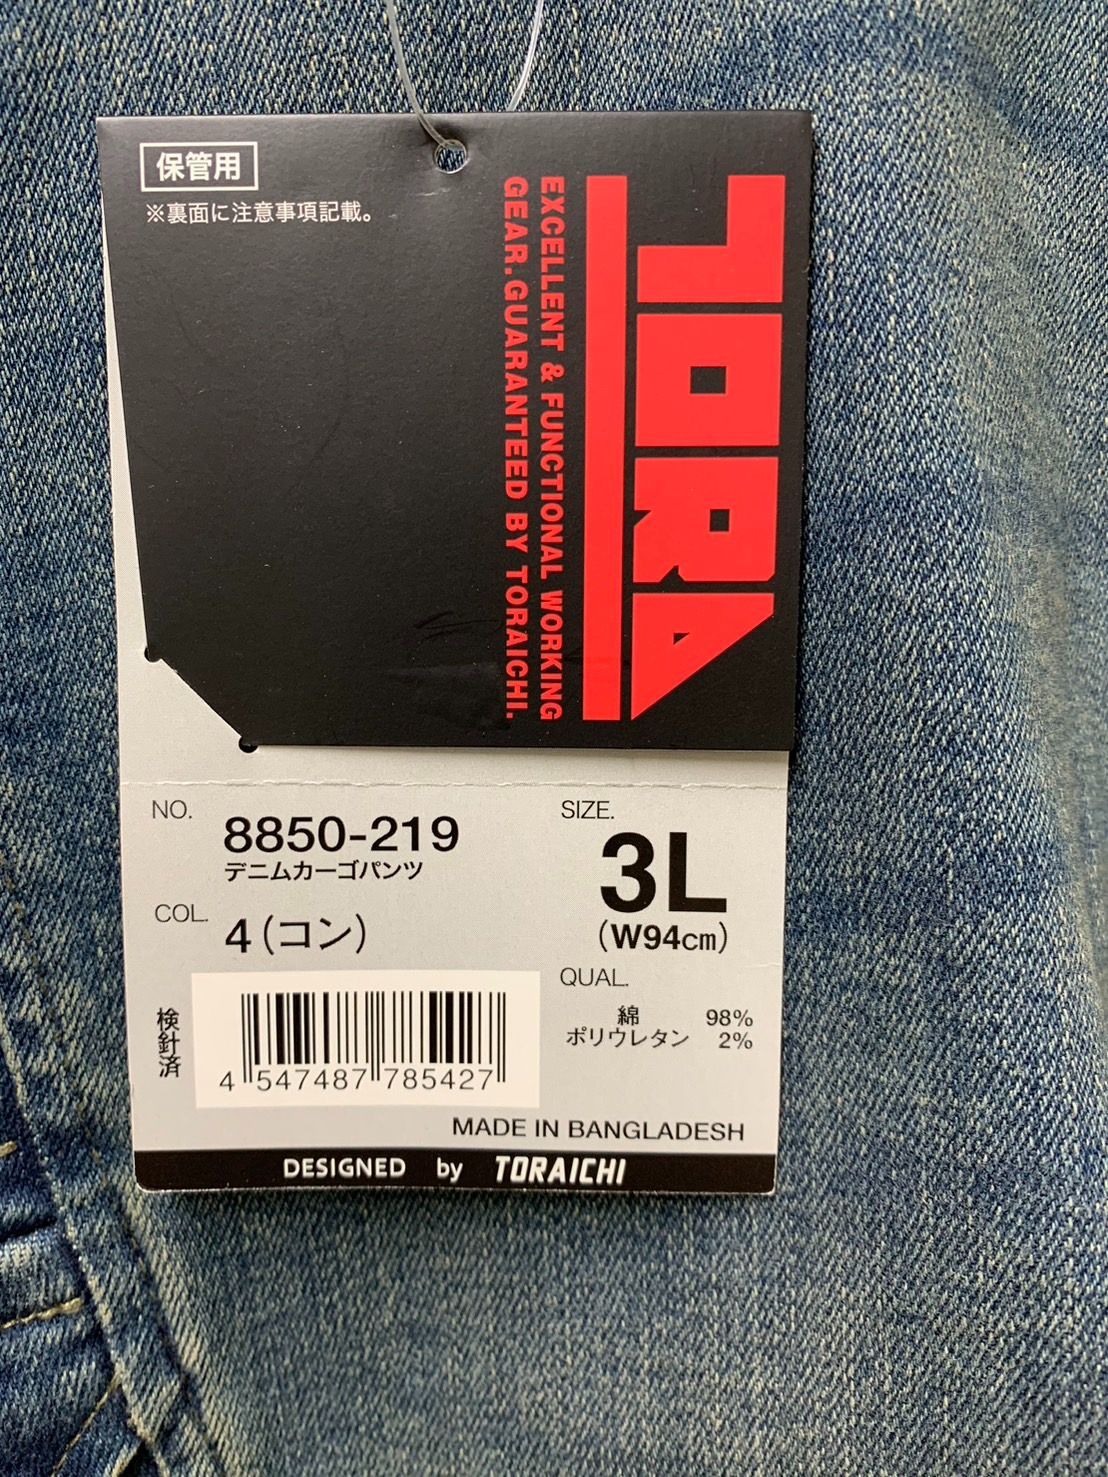 保管用
※裏面に注意事項記載。
TORA
EXCELLENT & FUNCTIONAL WORKING
GEAR. GUARANTEED BY TORAICHI.
NO.
8850-219
デニムカーゴパンツ
COL.
4(コン)
SIZE.
3L
(W94cm)
QUAL.
綿 98%
ポリウレタン 2%
検針済
4 547487 785427
MADE IN BANGLADESH
DESIGNED by TORAICHI